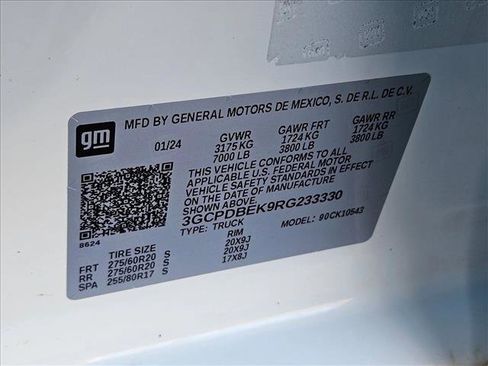 gm
MFD BY GENERAL MOTORS DE MEXICO, S. DE R.L. DE C.V.
01/24 GVWR GAWR FRT GAWR RR
3175 KG 1724 KG 1724 KG
7000 LB 3800 LB 3800 LB
THIS VEHICLE CONFORMS TO ALL
APPLICABLE U.S. FEDERAL MOTOR
VEHICLE SAFETY STANDARDS IN EFFECT
ON THE DATE OF MANUFACTURE
3GCPDBEK9RG233330
TYPE: TRUCK MODEL: 90CK10543
8624
TIRE SIZE RIM
FRT 275/60R20 S 20X9J
RR 275/60R20 S 20X9J
SPA 255/80R17 S 17X8J